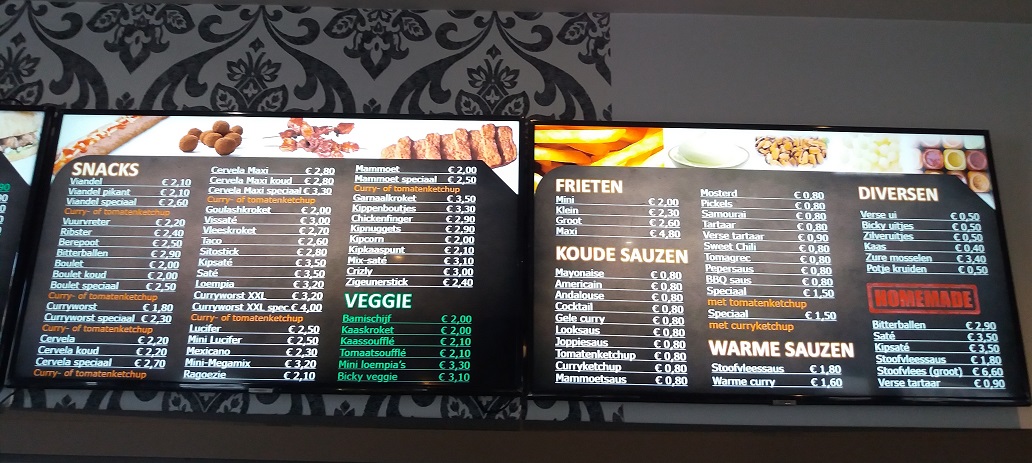 SNACKS
Viandel € 2,10
Viandel pikant € 2,10
Viandel speciaal € 2,60
Curry- of tomatenketchup
Vuurvreter € 2,20
Ribster € 2,40
Berepoot € 2,50
Bitterballen € 2,90
Boulet € 2,00
Boulet koud € 2,00
Boulet speciaal € 2,50
Curry- of tomatenketchup
Curryworst € 1,80
Curryworst speciaal € 2,30
Curry- of tomatenketchup
Cervela € 2,20
Cervela koud € 2,20
Cervela speciaal € 2,70
Curry- of tomatenketchup
Cervela Maxi € 2,80
Cervela Maxi koud € 2,80
Cervela Maxi speciaal € 3,30
Curry- of tomatenketchup
Goulashkroket € 2,00
Vissaté € 3,00
Vleeskroket € 2,70
Taco € 2,60
Sitostick € 2,80
Kipsaté € 3,50
Saté € 3,50
Loempia € 3,20
Curryworst XXL € 3,20
Curryworst XXL spec. € 4,00
Curry- of tomatenketchup
Lucifer € 2,50
Mini Lucifer € 2,50
Mexicano € 2,30
Mini-Megamix € 3,20
Ragoezie € 2,10
Mammoet € 2,00
Mammoet speciaal € 2,50
Curry- of tomatenketchup
Garnaalkroket € 3,50
Kippenboutjes € 3,30
Chickenfinger € 2,90
Kipnuggets € 2,90
Kipcorn € 2,00
Kipkaaspunt € 2,10
Mix-saté € 3,10
Crizly € 3,00
Zigeunerstick € 2,40
VEGGIE
Bamischijf € 2,00
Kaaskroket € 2,00
Kaassoufflé € 2,10
Tomaatsoufflé € 2,10
Mini loempia's € 3,30
Bicky veggie € 3,10
FRIETEN
Mini € 2,00
Klein € 2,30
Groot € 2,60
Maxi € 4,80
KOUDE SAUZEN
Mayonaise € 0,80
Americain € 0,80
Andalouse € 0,80
Cocktail € 0,80
Gele curry € 0,80
Looksaus € 0,80
Joppiesaus € 0,80
Tomatenketchup € 0,80
Curryketchup € 0,80
Mammoetsaus € 0,80
Mosterd € 0,80
Pickels € 0,80
Samourai € 0,80
Tartaar € 0,80
Verse tartaar € 0,90
Sweet Chili € 0,80
Tomagrec € 0,80
Pepersaus € 0,80
BBQ saus € 0,80
Speciaal € 1,50
met tomatenketchup
Speciaal € 1,50
met curryketchup
WARME SAUZEN
Stoofvleessaus € 1,80
Warme curry € 1,60
DIVERSEN
Verse ui € 0,50
Bicky uitjes € 0,50
Zilveruitjes € 0,50
Kaas € 0,40
Zure mosselen € 3,40
Potje kruiden € 0,50
HOMEMADE
Bitterballen € 2,90
Saté € 3,50
Kipsaté € 3,50
Stoofvleessaus € 1,80
Stoofvlees (groot) € 6,60
Verse tartaar € 0,90